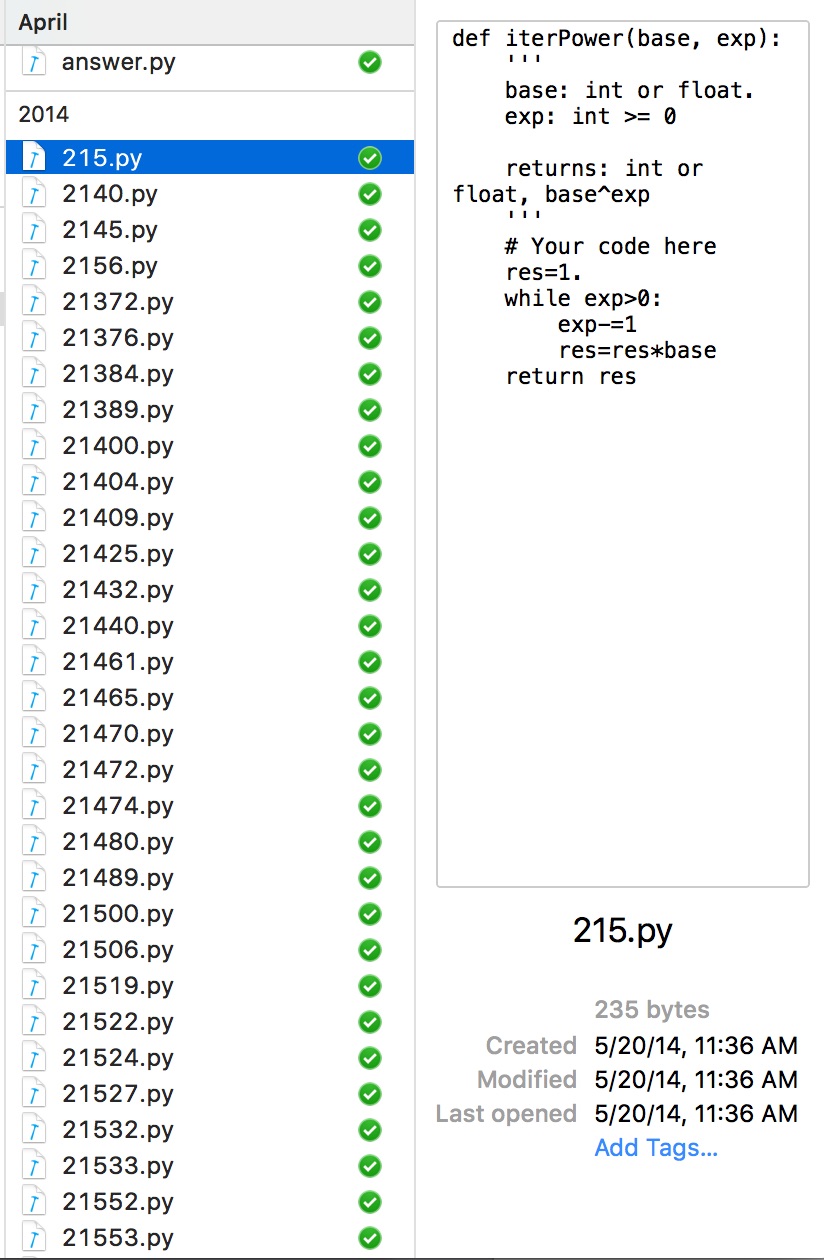 April
answer.py
2014
215.py
2140.py
2145.py
2156.py
21372.py
21376.py
21384.py
21389.py
21400.py
21404.py
21409.py
21425.py
21432.py
21440.py
21461.py
21465.py
21470.py
21472.py
21474.py
21480.py
21489.py
21500.py
21506.py
21519.py
21522.py
21524.py
21527.py
21532.py
21533.py
21552.py
21553.py
def iterPower(base, exp):
    '''
    base: int or float.
    exp: int >= 0

    returns: int or
float, base^exp
    '''
    # Your code here
    res=1.
    while exp>0:
        exp-=1
        res=res*base
    return res
215.py
235 bytes
Created 5/20/14, 11:36 AM
Modified 5/20/14, 11:36 AM
Last opened 5/20/14, 11:36 AM
Add Tags...